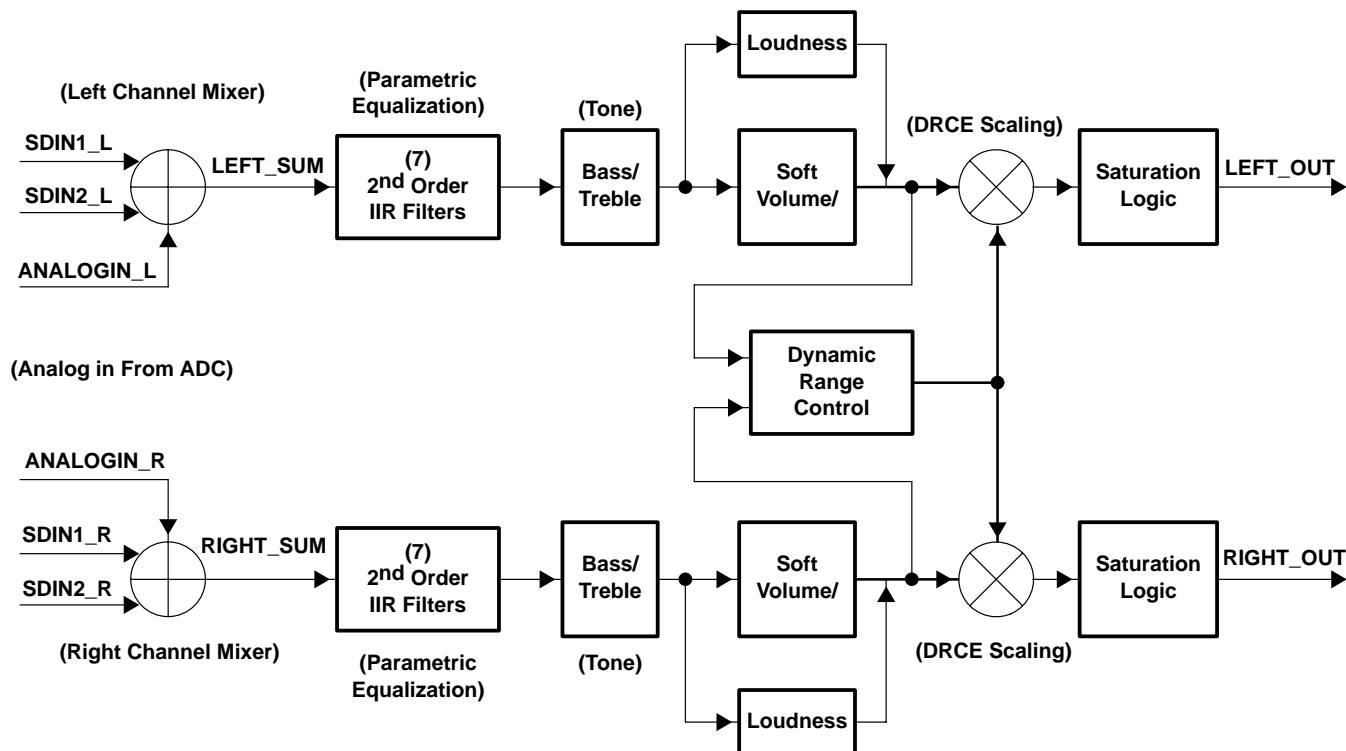 Loudness
(Parametric
Equalization)
(Left Channel Mixer)
(Tone)
(DRCE Scaling)
SDIN1_L
SDIN2_L
ANALOGIN_L
LEFT_SUM
(7)
2nd Order
IIR Filters
Bass/
Treble
Soft
Volume/
Saturation
Logic
LEFT_OUT
(Analog in From ADC)
Dynamic
Range
Control
ANALOGIN_R
SDIN1_R
SDIN2_R
RIGHT_SUM
(7)
2nd Order
IIR Filters
Bass/
Treble
Soft
Volume/
Saturation
Logic
RIGHT_OUT
(Right Channel Mixer)
(Parametric
Equalization)
(Tone)
(DRCE Scaling)
Loudness